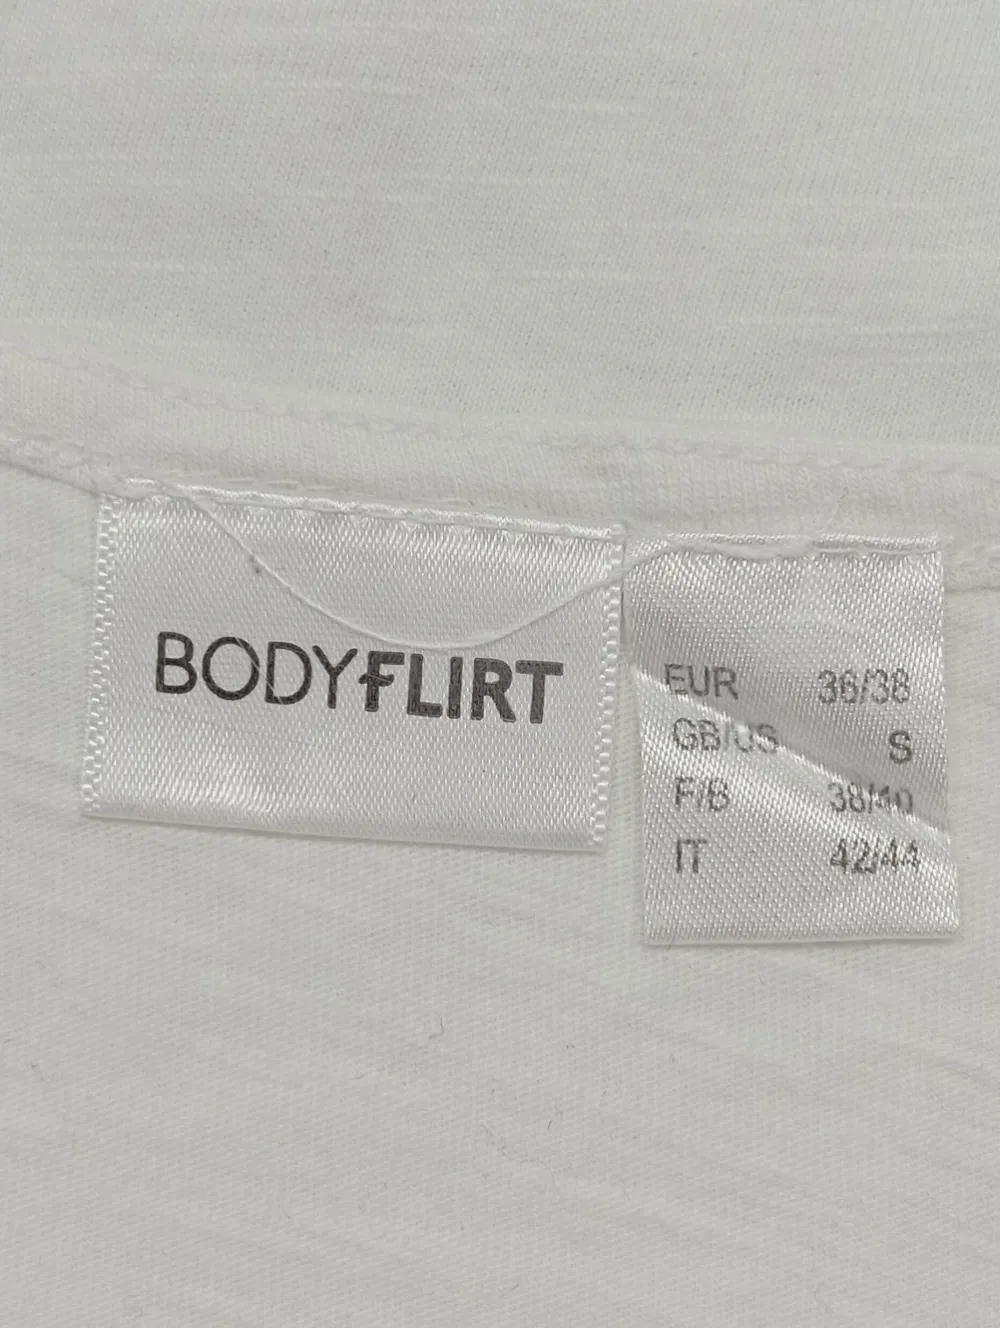 BODYFLIRT
EUR 36/38
GB/US S
F/B 38/40
IT 42/44